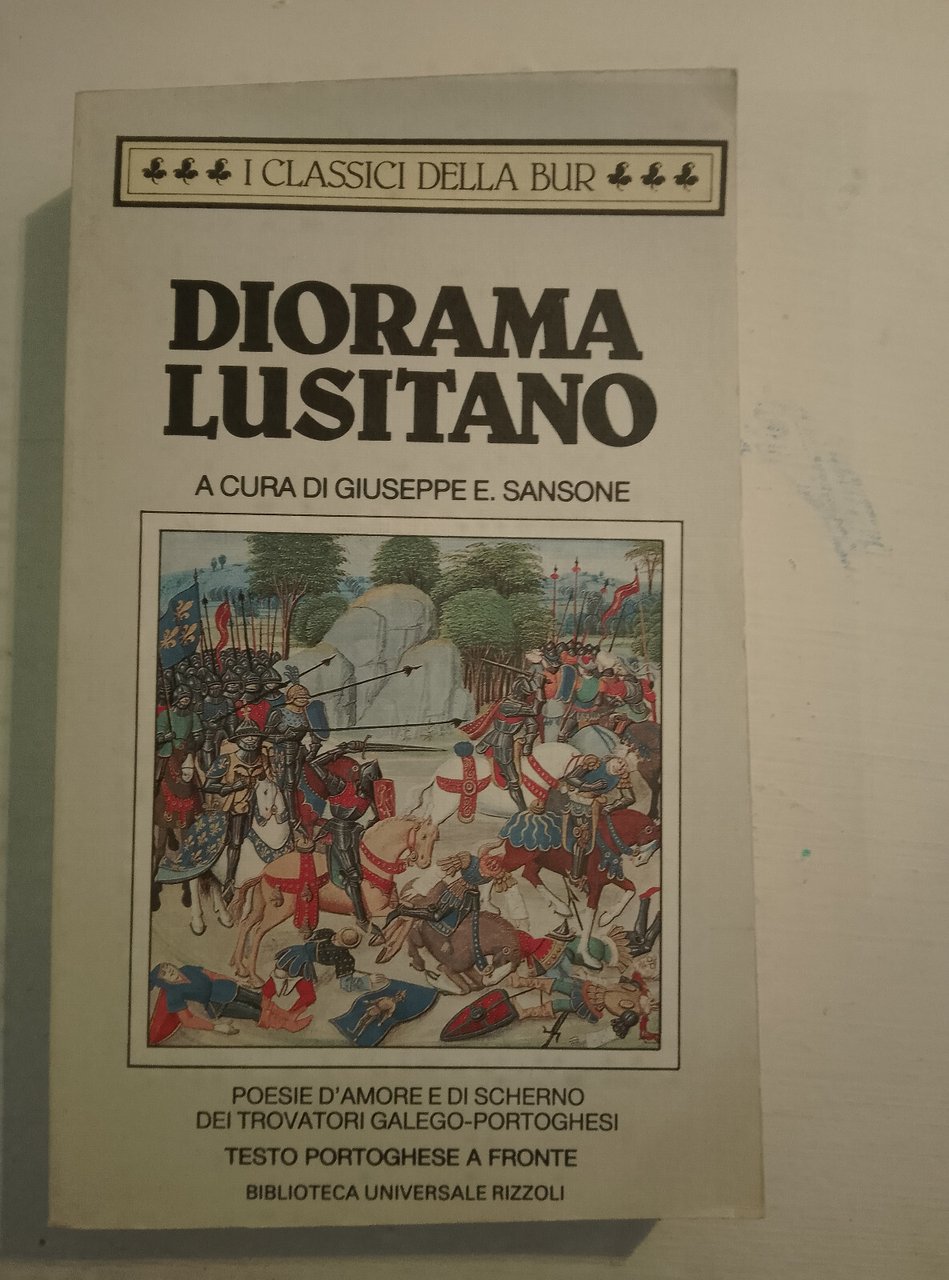 I CLASSICI DELLA BUR
DIORAMA
LUSITANO
A CURA DI GIUSEPPE E. SANSONE
POESIE D'AMORE E DI SCHERNO
DEI TROVATORI GALEGO-PORTOGHESI
TESTO PORTOGHESE A FRONTE
BIBLIOTECA UNIVERSALE RIZZOLI